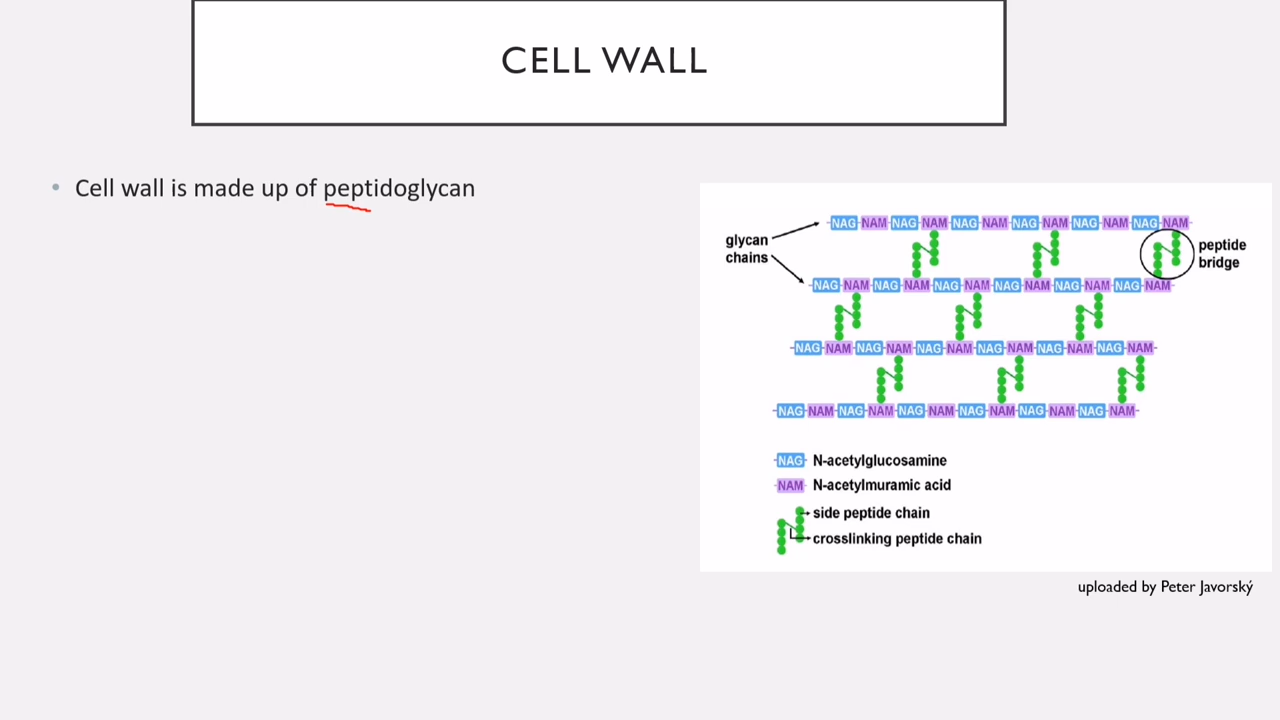 CELL WALL
• Cell wall is made up of peptidoglycan
NAG NAM NAG NAM NAG NAM NAG NAM NAG NAM NAG NAM
glycan
chains
peptide
bridge
NAG NAM NAG NAM NAG NAM NAG NAM NAG NAM NAG NAM
NAG NAM NAG NAM NAG NAM NAG NAM NAG NAM NAG NAM
NAG NAM NAG NAM NAG NAM NAG NAM NAG NAM NAG NAM
NAG N-acetylglucosamine
NAM N-acetylmuramic acid
side peptide chain
crosslinking peptide chain
uploaded by Peter Javorský